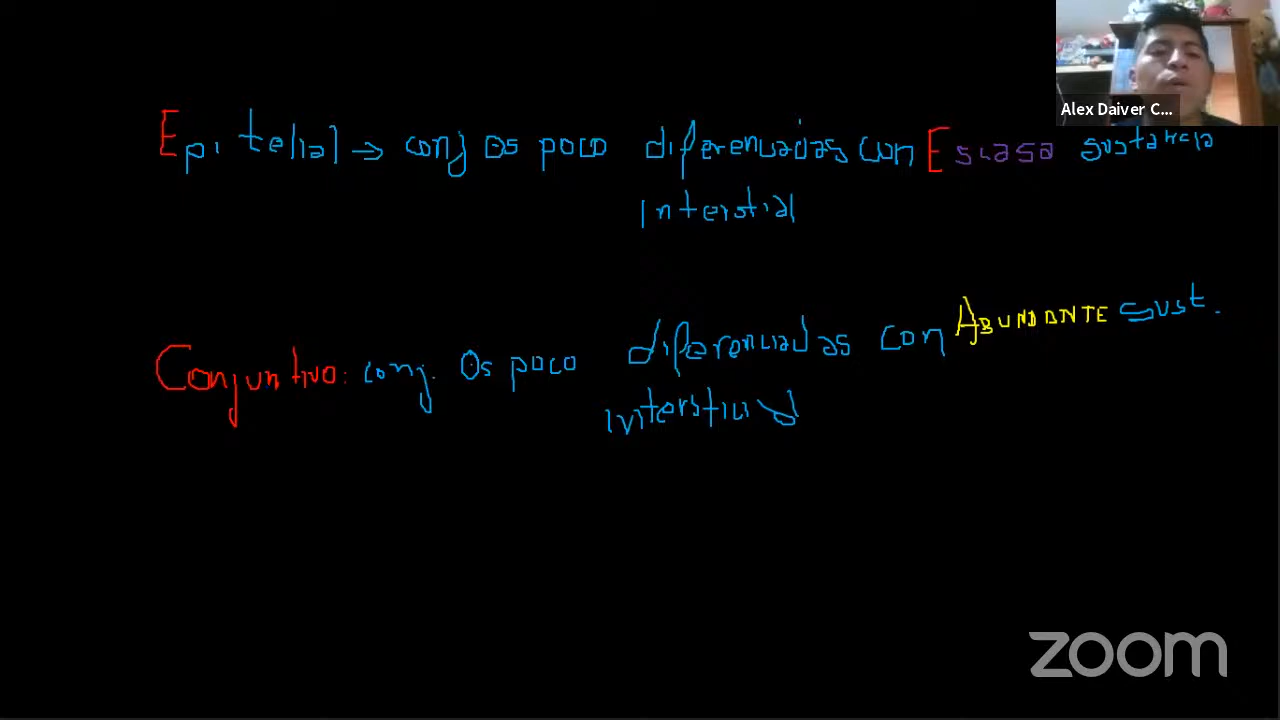 Alex Daiver C...
Epitelial → conj Os poco diferenciadas con Escasa sustancia
interstial
Conjuntivo: conj. Os poco diferenciadas con ABUNDANTE sust.
intersticial
zoom